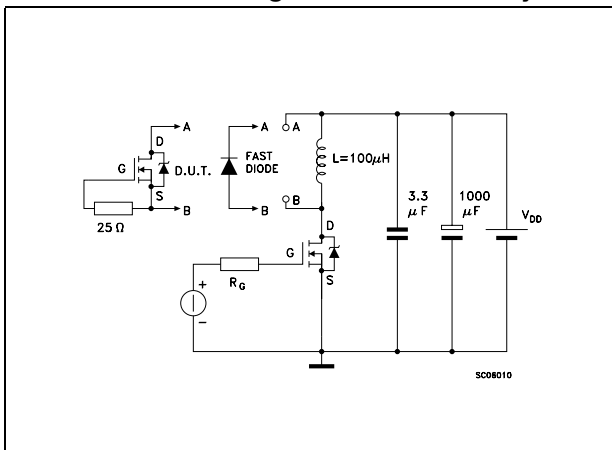 A
A
A
D
G
D.U.T.
FAST
DIODE
L=100μH
S
B
B
B
25 Ω
3.3
μF
1000
μF
V_DD
D
G
S
R_G
+
–
SC06010